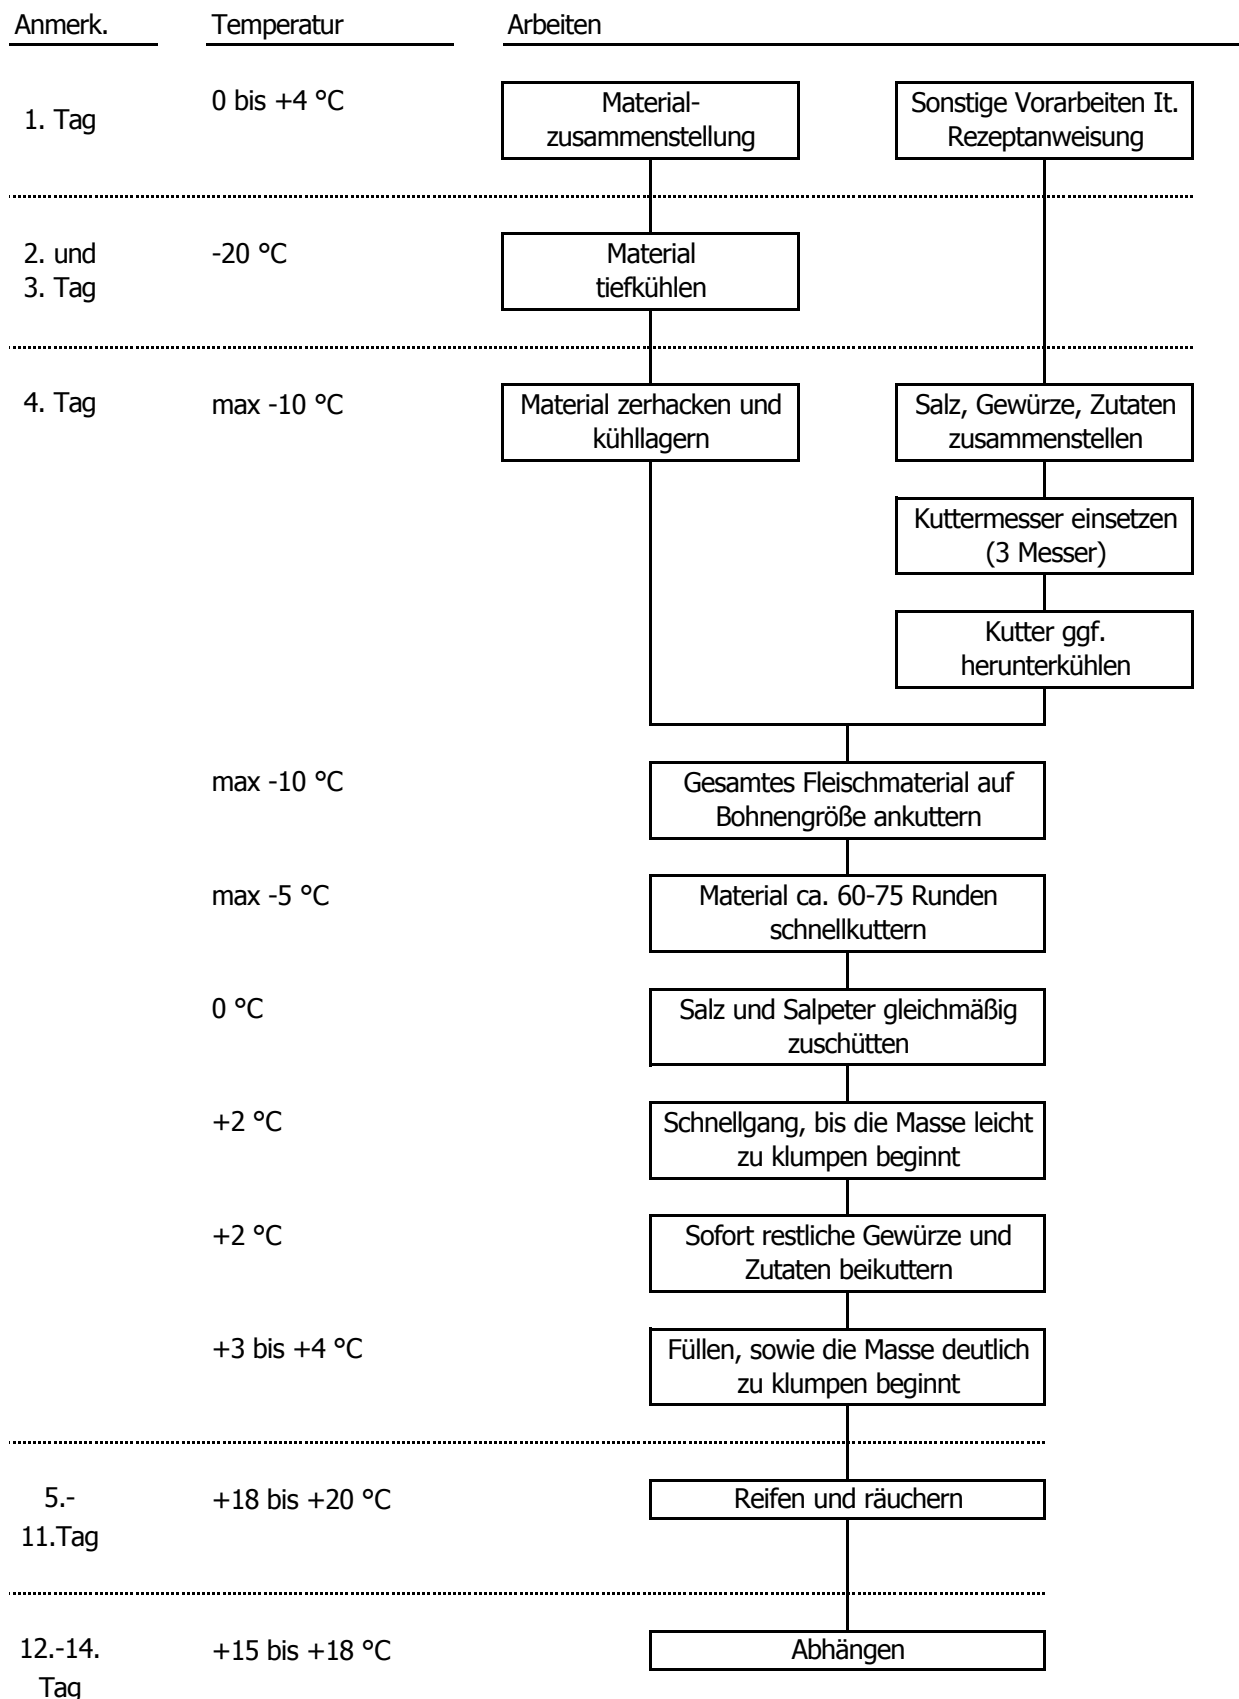 Anmerk.
Temperatur
Arbeiten
1. Tag
0 bis +4 °C
Material-
zusammenstellung
Sonstige Vorarbeiten It.
Rezeptanweisung
2. und
3. Tag
-20 °C
Material
tiefkühlen
4. Tag
max -10 °C
Material zerhacken und
kühllagern
Salz, Gewürze, Zutaten
zusammenstellen
Kuttermesser einsetzen
(3 Messer)
Kutter ggf.
herunterkühlen
max -10 °C
Gesamtes Fleischmaterial auf
Bohnengröße ankuttern
max -5 °C
Material ca. 60-75 Runden
schnellkuttern
0 °C
Salz und Salpeter gleichmäßig
zuschütten
+2 °C
Schnellgang, bis die Masse leicht
zu klumpen beginnt
+2 °C
Sofort restliche Gewürze und
Zutaten beikuttern
+3 bis +4 °C
Füllen, sowie die Masse deutlich
zu klumpen beginnt
5.-
11.Tag
+18 bis +20 °C
Reifen und räuchern
12.-14.
Tag
+15 bis +18 °C
Abhängen